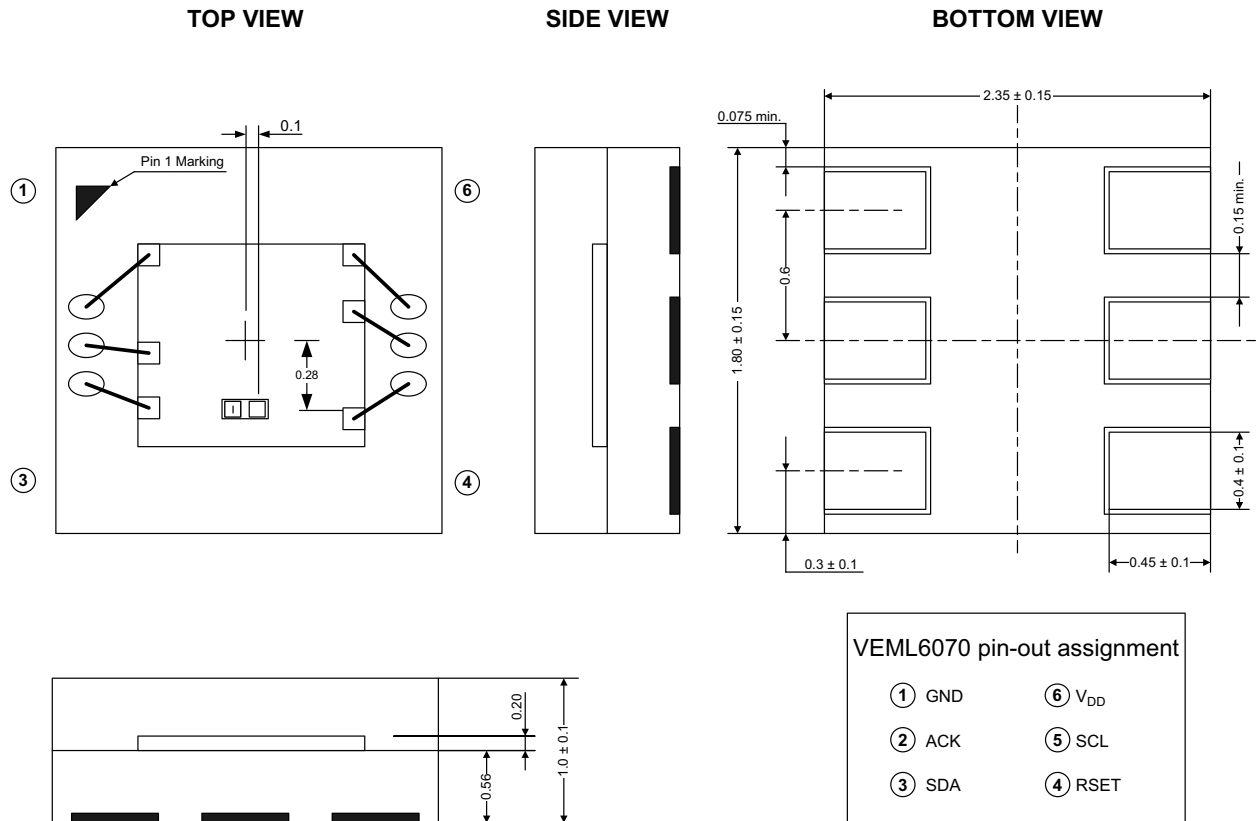 TOP VIEW
SIDE VIEW
BOTTOM VIEW
2.35 ± 0.15
0.075 min.
0.1
Pin 1 Marking
1
6
0.15 min.
0.6
1.80 ± 0.15
0.28
3
4
0.4 ± 0.1
0.3 ± 0.1
0.45 ± 0.1
VEML6070 pin-out assignment
1 GND
6 VDD
2 ACK
5 SCL
3 SDA
4 RSET
0.20
1.0 ± 0.1
0.56